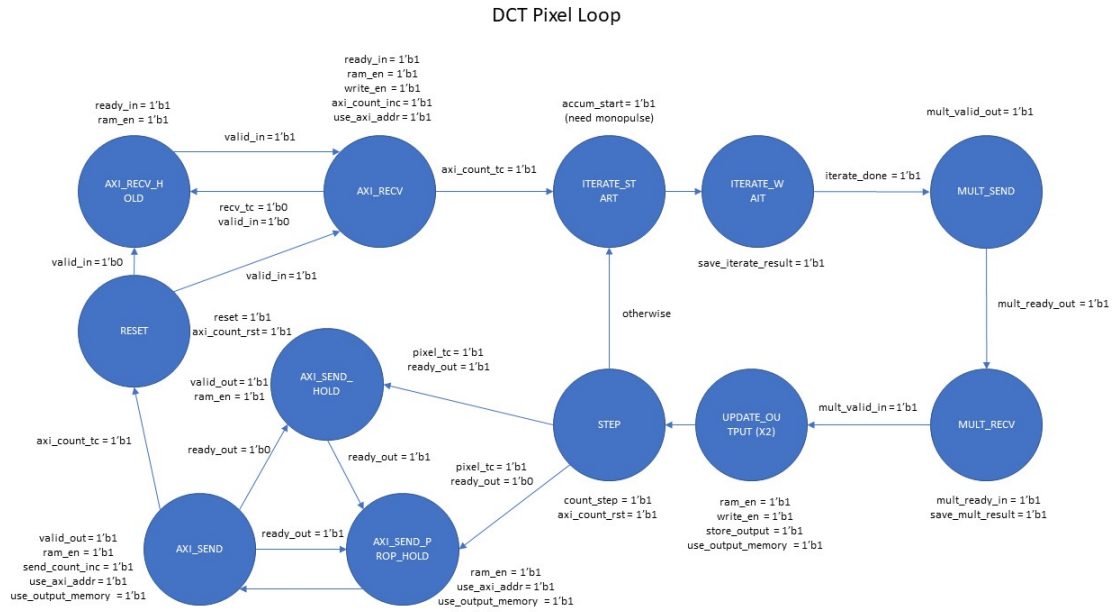 DCT Pixel Loop
ready_in = 1'b1
ram_en = 1'b1
write_en = 1'b1
axi_count_inc = 1'b1
use_axi_addr = 1'b1
ready_in = 1'b1
ram_en = 1'b1
accum_start = 1'b1
(need monopulse)
mult_valid_out = 1'b1
valid_in = 1'b1
AXI_RECV_H
OLD
AXI_RECV
axi_count_tc = 1'b1
ITERATE_ST
ART
ITERATE_W
AIT
iterate_done = 1'b1
MULT_SEND
recv_tc = 1'b0
valid_in = 1'b0
valid_in = 1'b0
valid_in = 1'b1
save_iterate_result = 1'b1
RESET
reset = 1'b1
axi_count_rst = 1'b1
otherwise
mult_ready_out = 1'b1
pixel_tc = 1'b1
ready_out = 1'b1
valid_out = 1'b1
ram_en = 1'b1
AXI_SEND_
HOLD
STEP
UPDATE_OU
TPUT (X2)
mult_valid_in = 1'b1
MULT_RECV
axi_count_tc = 1'b1
ready_out = 1'b0
ready_out = 1'b1
pixel_tc = 1'b1
ready_out = 1'b0
count_step = 1'b1
axi_count_rst = 1'b1
ram_en = 1'b1
write_en = 1'b1
store_output = 1'b1
use_output_memory = 1'b1
mult_ready_in = 1'b1
save_mult_result = 1'b1
valid_out = 1'b1
ram_en = 1'b1
send_count_inc = 1'b1
use_axi_addr = 1'b1
use_output_memory = 1'b1
AXI_SEND
ready_out = 1'b1
AXI_SEND_P
ROP_HOLD
ram_en = 1'b1
use_axi_addr = 1'b1
use_output_memory = 1'b1